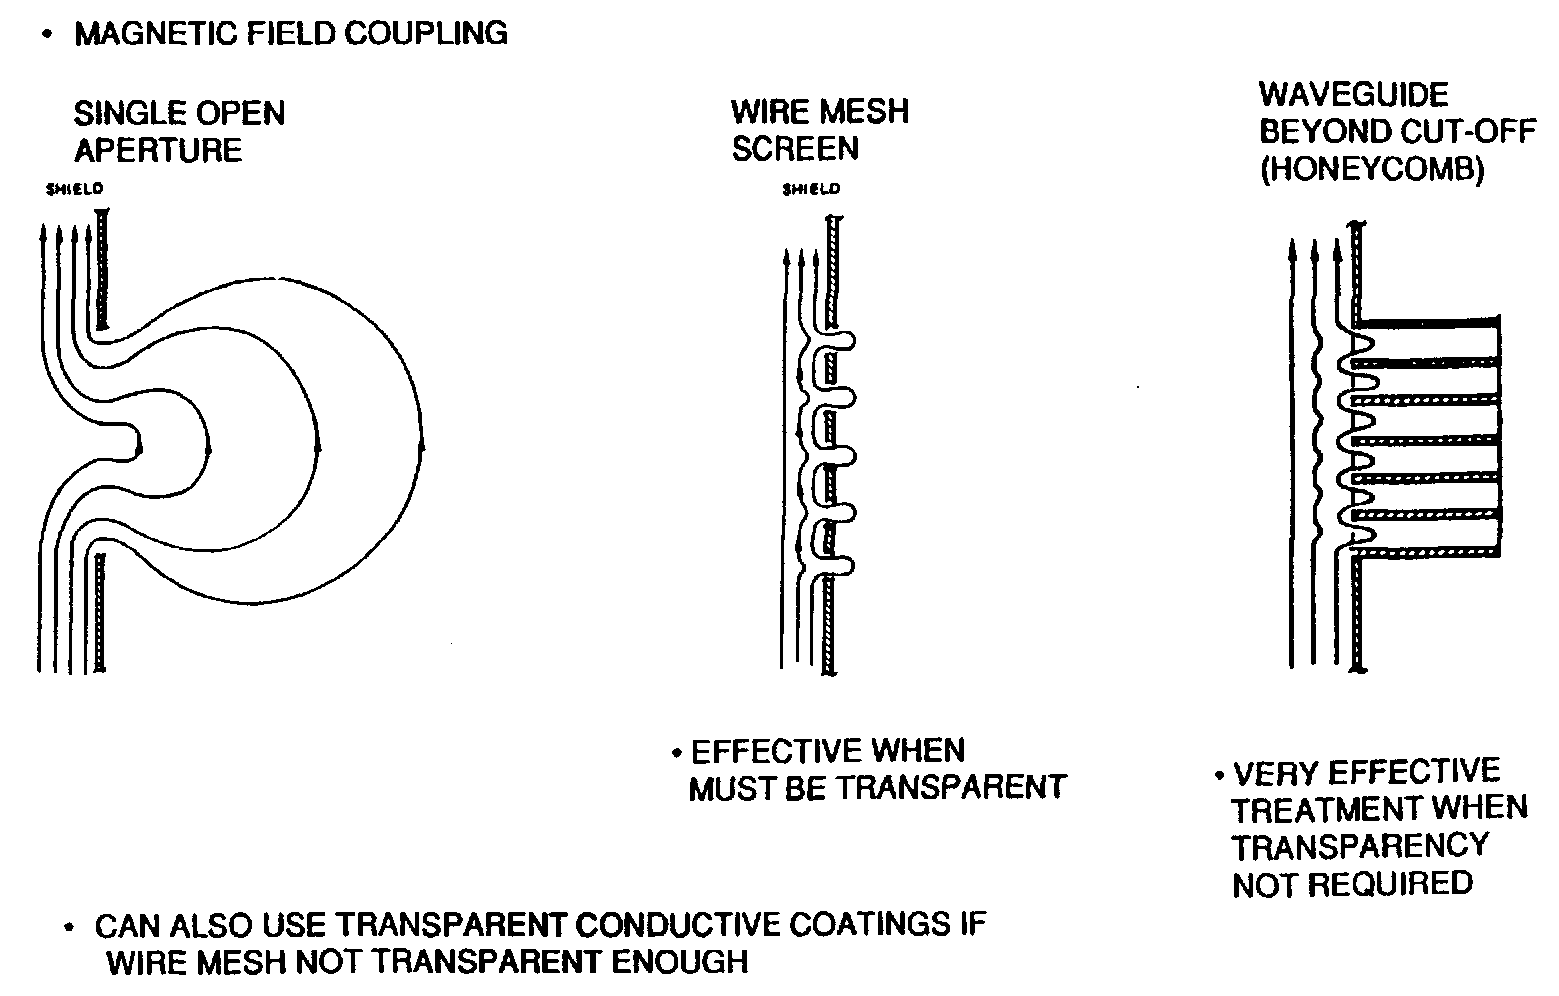 • MAGNETIC FIELD COUPLING
SINGLE OPEN
APERTURE
SHIELD
WIRE MESH
SCREEN
SHIELD
WAVEGUIDE
BEYOND CUT-OFF
(HONEYCOMB)
• EFFECTIVE WHEN
MUST BE TRANSPARENT
• VERY EFFECTIVE
TREATMENT WHEN
TRANSPARENCY
NOT REQUIRED
• CAN ALSO USE TRANSPARENT CONDUCTIVE COATINGS IF
WIRE MESH NOT TRANSPARENT ENOUGH